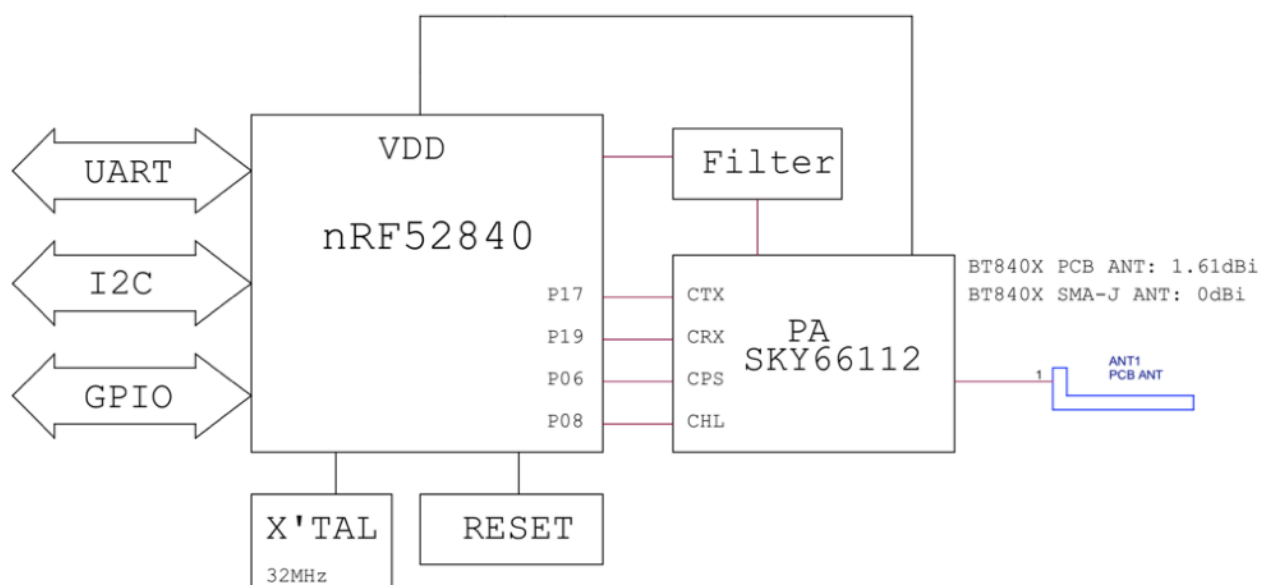 VDD
nRF52840
UART
I2C
GPIO
P17
P19
P06
P08
Filter
CTX
CRX
CPS
CHL
PA
SKY66112
BT840X PCB ANT: 1.61dBi
BT840X SMA-J ANT: 0dBi
ANT1
PCB ANT
1
X'TAL
32MHz
RESET